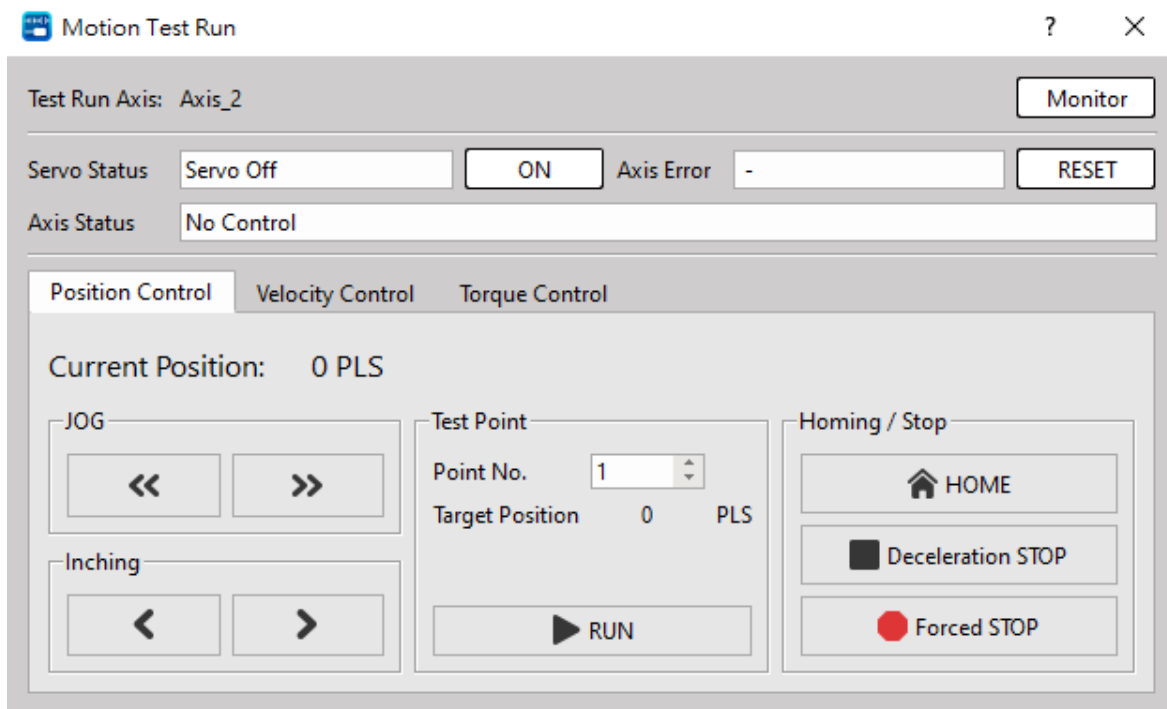 Motion Test Run ?
Test Run Axis: Axis_2 Monitor
Servo Status Servo Off ON Axis Error - RESET
Axis Status No Control
Position Control Velocity Control Torque Control
Current Position: 0 PLS
JOG
Inching
Test Point
Point No. 1
Target Position 0 PLS
RUN
Homing / Stop
HOME
Deceleration STOP
Forced STOP